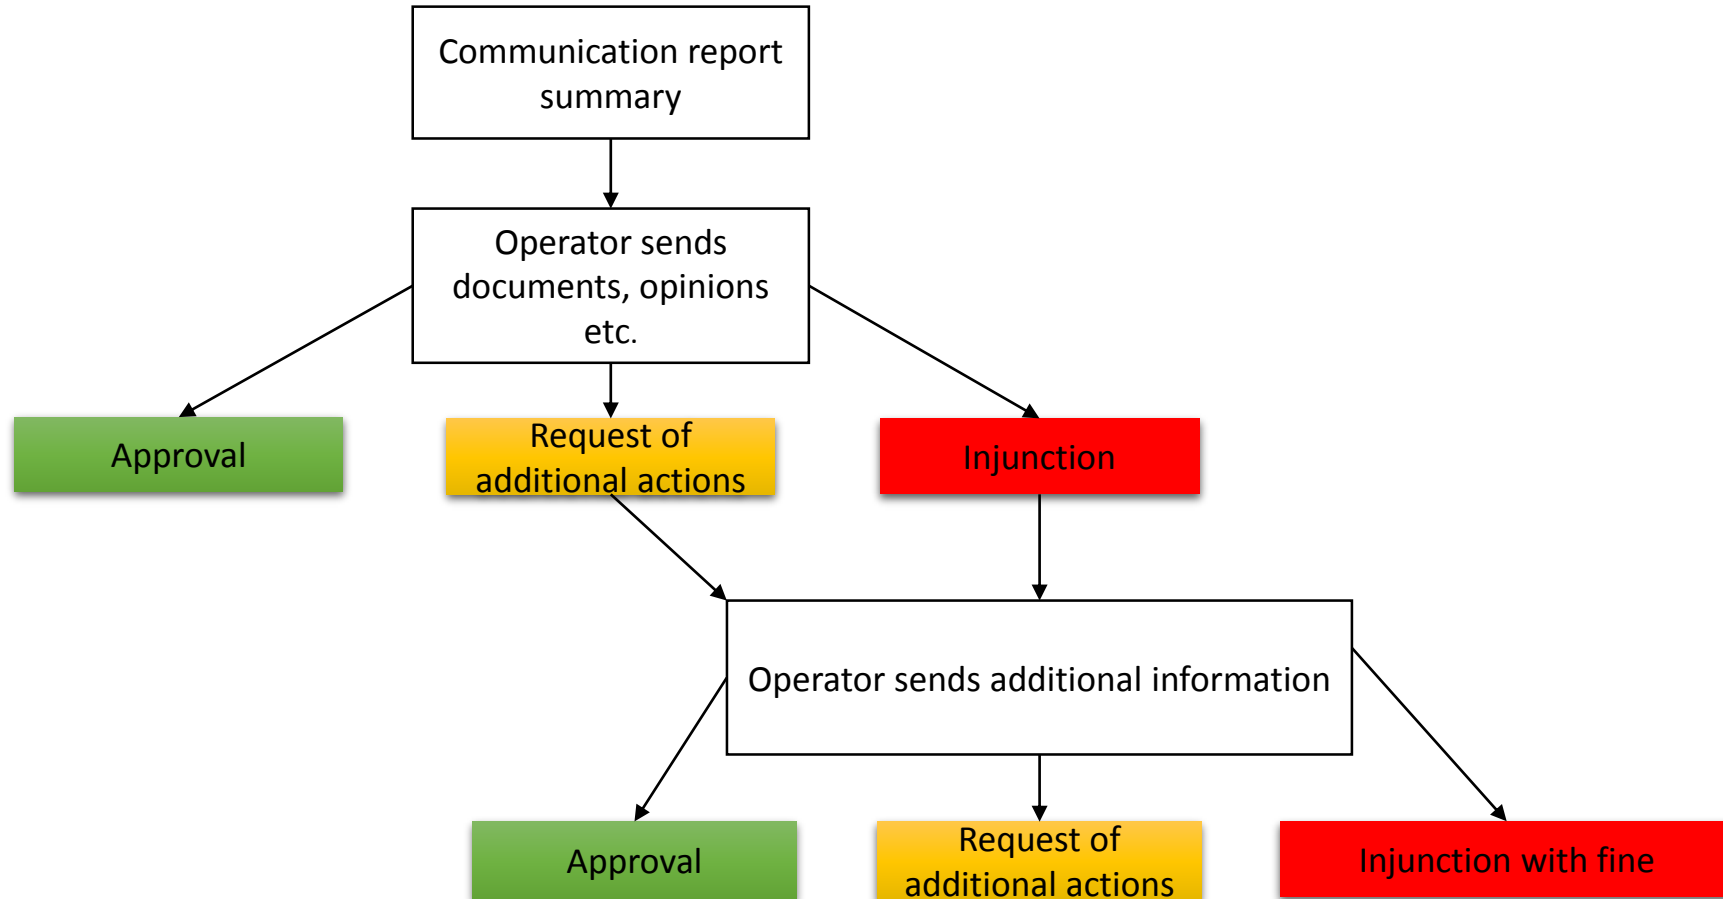 Communication report
summary
Operator sends
documents, opinions
etc.
Approval
Request of
additional actions
Injunction
Operator sends additional information
Approval
Request of
additional actions
Injunction with fine